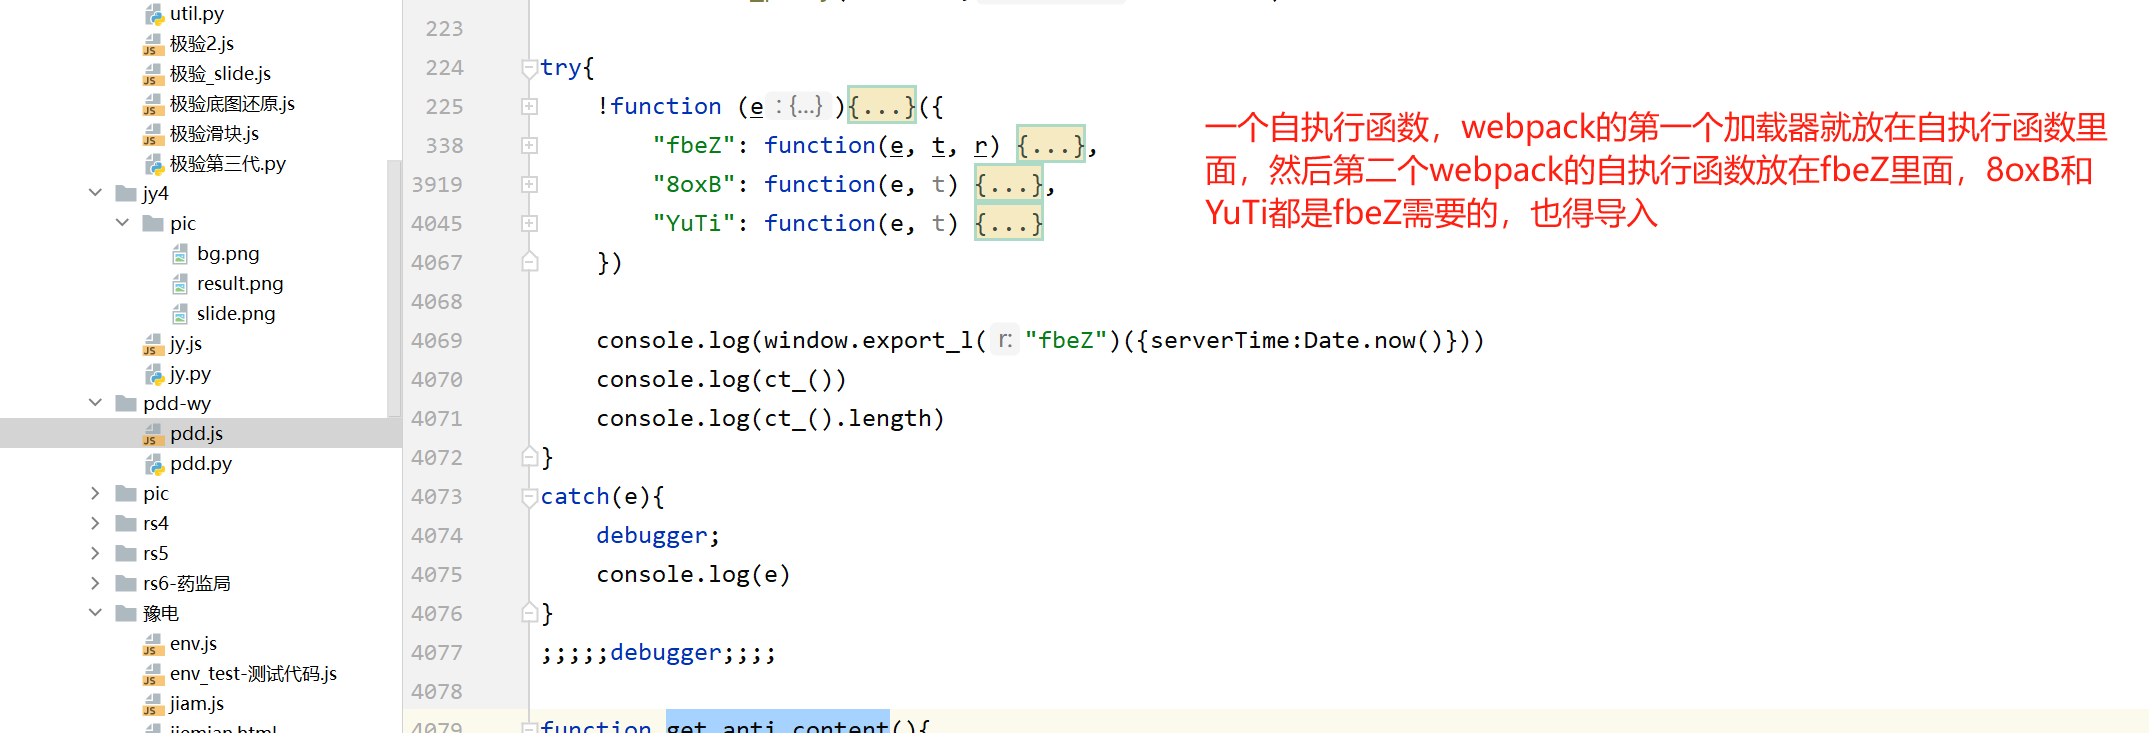 util.py
极验2.js
极验_slide.js
极验底图还原.js
极验滑块.js
极验第三代.py
jy4
pic
bg.png
result.png
slide.png
jy.js
jy.py
pdd-wy
pdd.js
pdd.py
pic
rs4
rs5
rs6-药监局
豫电
env.js
env_test-测试代码.js
jiam.js
223
224 try{
225 !function (e : {...} ){...}({
338 "fbeZ": function(e, t, r) {...},
3919 "8oxB": function(e, t) {...},
4045 "YuTi": function(e, t) {...}
4067 })
4068
4069 console.log(window.export_l( r: "fbeZ")({serverTime:Date.now()}))
4070 console.log(ct_())
4071 console.log(ct_().length)
4072 }
4073 catch(e){
4074 debugger;
4075 console.log(e)
4076 }
4077 ;;;;;debugger;;;;
4078
4079 function get_anti_content(){
一个自执行函数，webpack的第一个加载器就放在自执行函数里
面，然后第二个webpack的自执行函数放在fbeZ里面，8oxB和
YuTi都是fbeZ需要的，也得导入